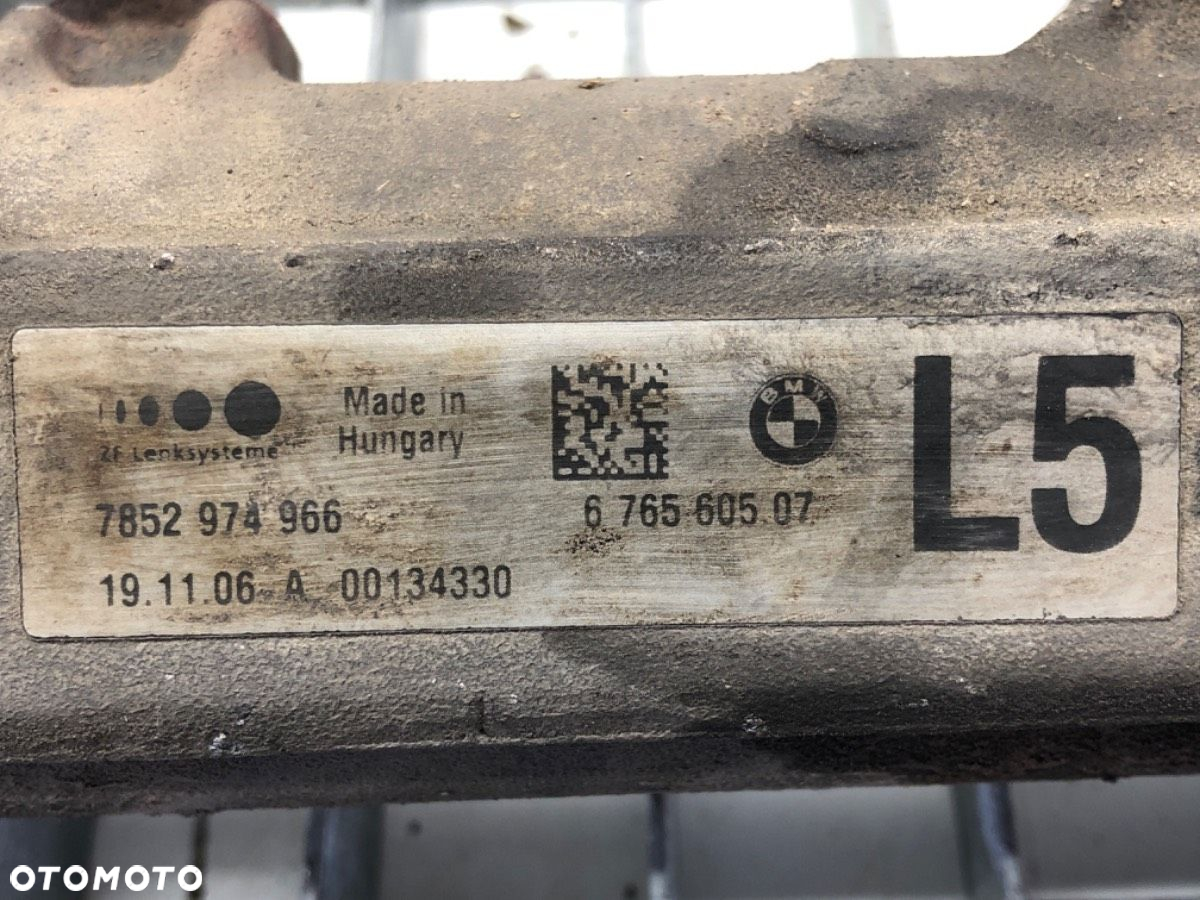 ZF Lenksysteme
Made in
Hungary
BMW
L5
7852 974 966
6 765 605 07
19.11.06 A 00134330
OTOMOTO